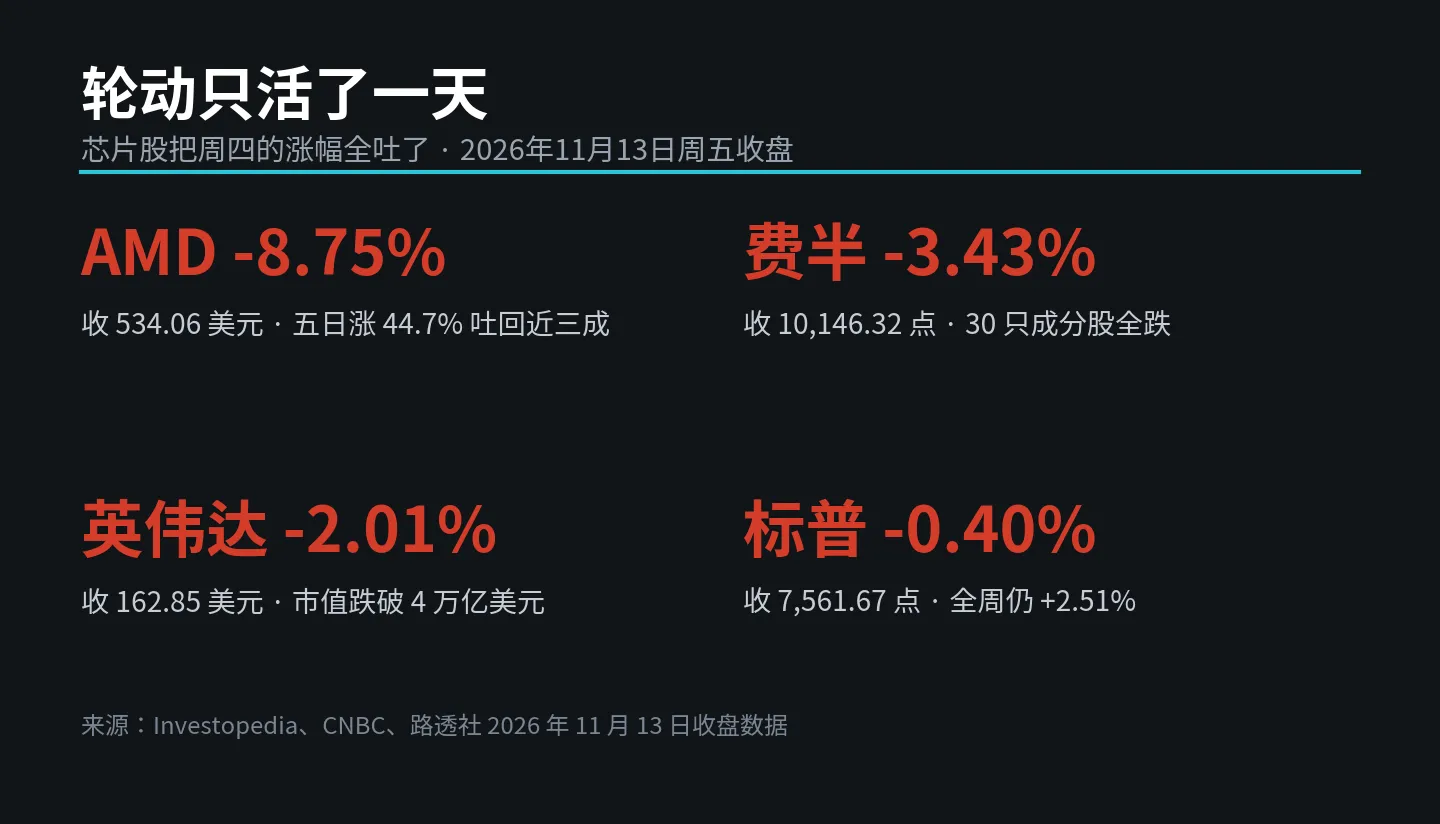 轮动只活了一天
芯片股把周四的涨幅全吐了 · 2026年11月13日周五收盘
AMD -8.75%
收 534.06 美元 · 五日涨 44.7% 吐回近三成
费半 -3.43%
收 10,146.32 点 · 30 只成分股全跌
英伟达 -2.01%
收 162.85 美元 · 市值跌破 4 万亿美元
标普 -0.40%
收 7,561.67 点 · 全周仍 +2.51%
来源：Investopedia、CNBC、路透社 2026 年 11 月 13 日收盘数据